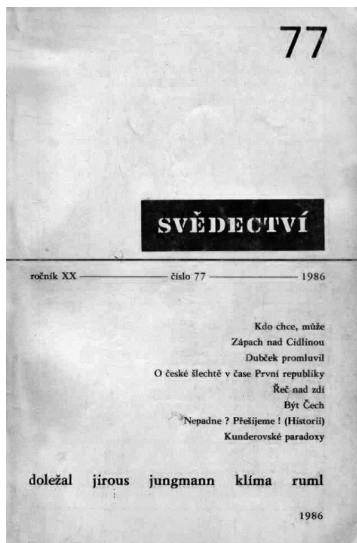 77
SVĚDECTVÍ
ročník XX číslo 77 1986
Kdo chce, může
Zápach nad Cidlinou
Dubček promluvil
O české šlechtě v čase První republiky
Řeč nad zdí
Být Čech
Nepadne ? Přešijeme ! (Historii)
Kunderovské paradoxy
doležal jirous jungmann klíma ruml
1986